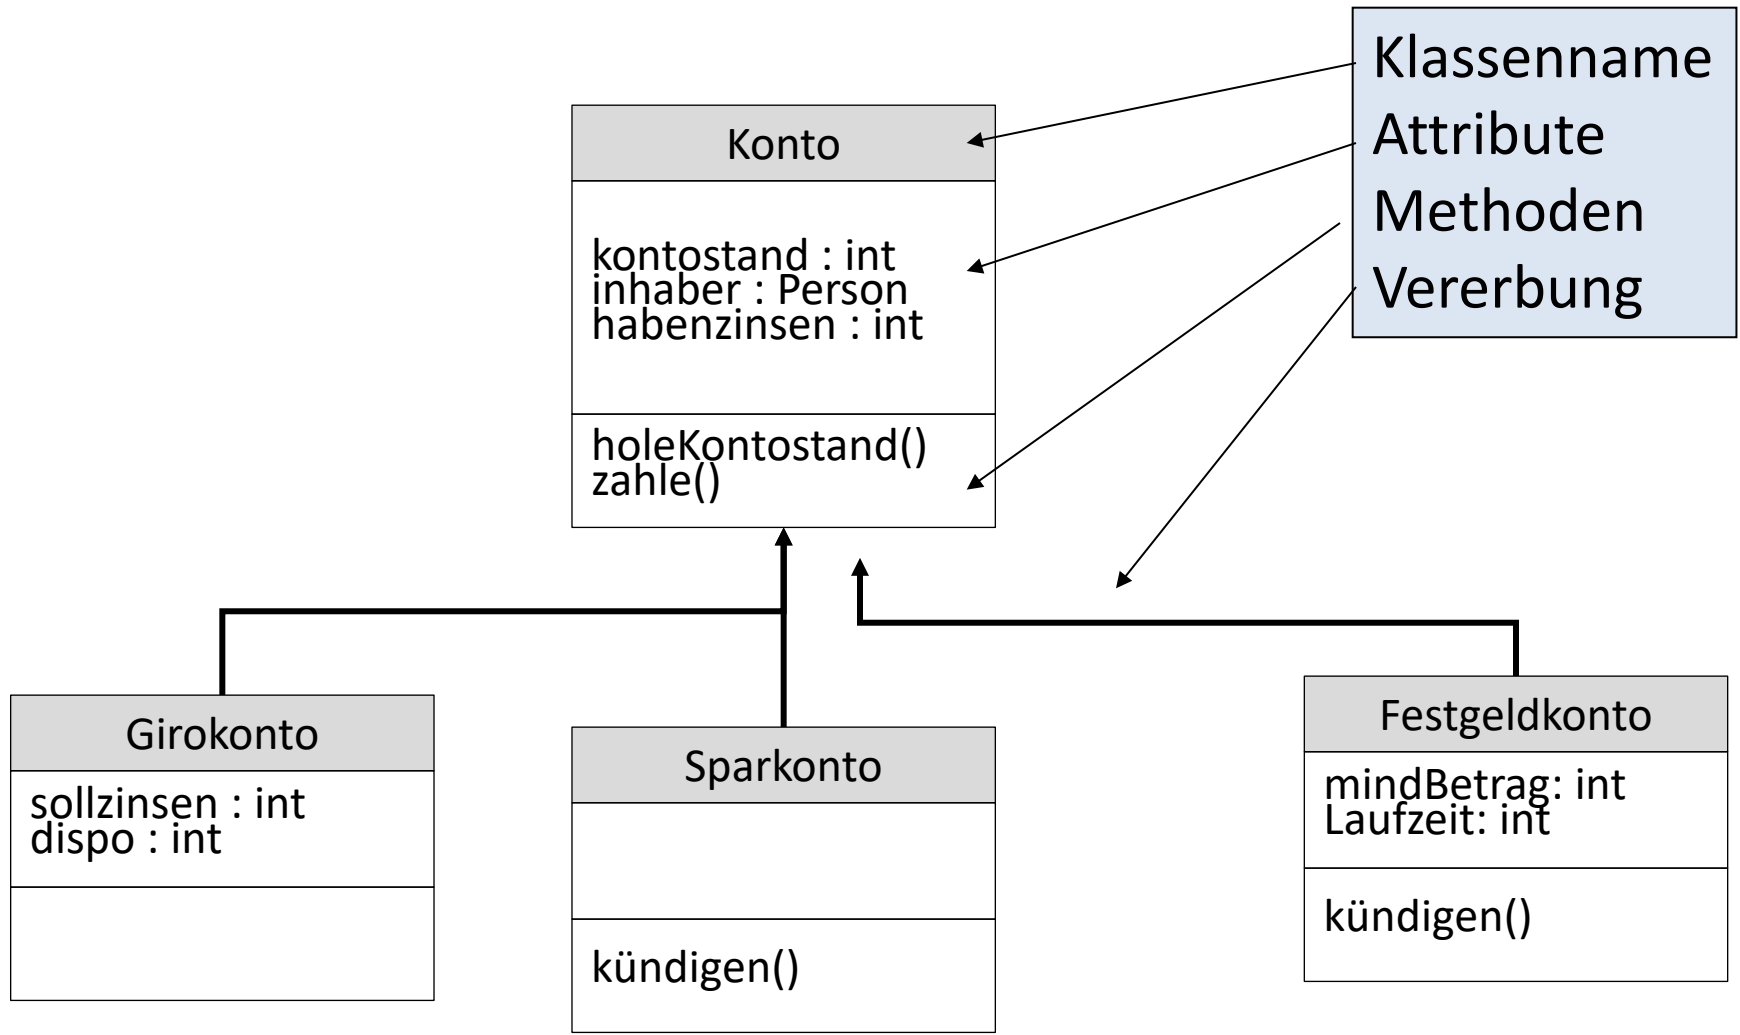 Klassenname
Attribute
Methoden
Vererbung
Konto
kontostand : int
inhaber : Person
habenzinsen : int
holeKontostand()
zahle()
Girokonto
sollzinsen : int
dispo : int
Sparkonto
kündigen()
Festgeldkonto
mindBetrag: int
Laufzeit: int
kündigen()